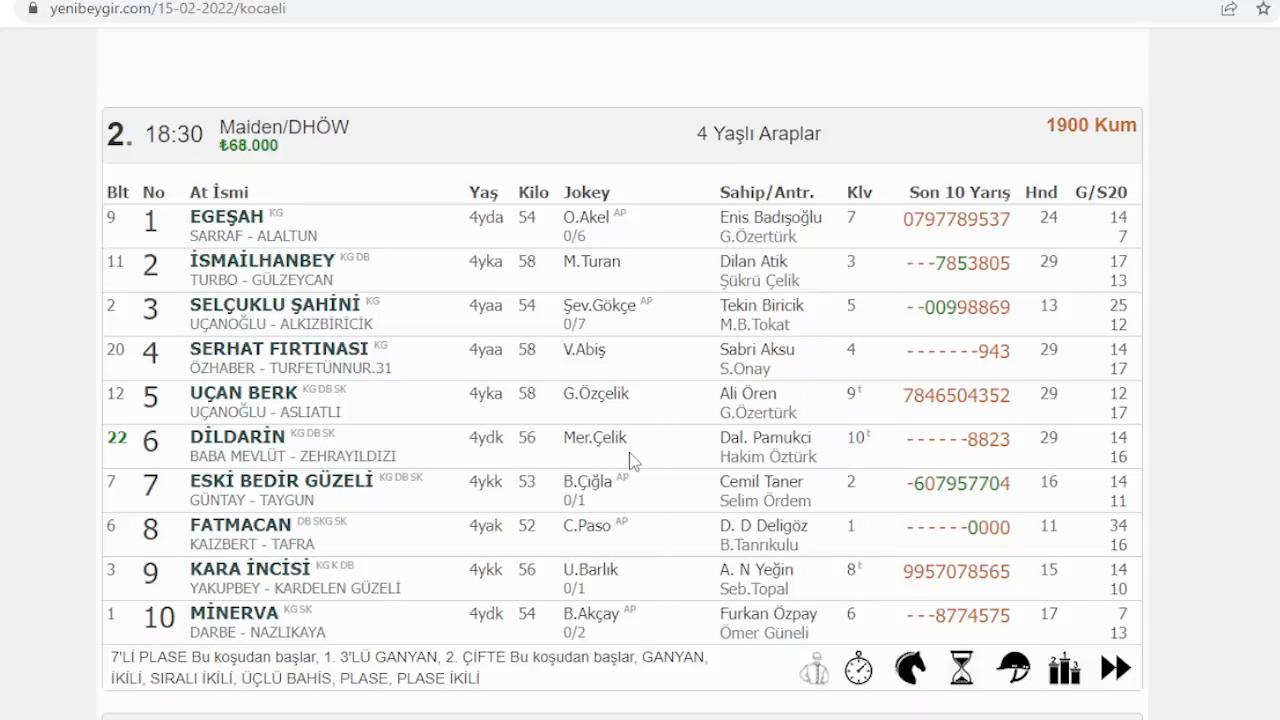 yenibeygir.com/15-02-2022/kocaeli
2. 18:30 Maiden/DHÖW 4 Yaşlı Araplar 1900 Kum
₺68.000
Blt No At İsmi Yaş Kilo Jokey Sahip/Antr. Klv Son 10 Yarış Hnd G/S20
9 1 EGEŞAH KG 4yda 54 O.Akel AP Enis Badışoğlu 7 0797789537 24 14
SARRAF - ALALTUN 0/6 G.Özertürk 7
11 2 İSMAİLHANBEY KG DB 4yka 58 M.Turan Dilan Atik 3 ---7853805 29 17
TURBO - GÜLZEYCAN Şükrü Çelik 13
2 3 SELÇUKLU ŞAHİNİ KG 4yaa 54 Şev.Gökçe AP Tekin Biricik 5 --00998869 13 25
UÇANOĞLU - ALKIZBİRİCİK 0/7 M.B.Tokat 12
20 4 SERHAT FIRTINASI KG 4yaa 58 V.Abiş Sabri Aksu 4 -------943 29 14
ÖZHABER - TURFETÜNNUR.31 S.Onay 17
12 5 UÇAN BERK KG DB SK 4yka 58 G.Özçelik Ali Ören 9t 7846504352 29 12
UÇANOĞLU - ASLIATLI G.Özertürk 17
22 6 DİLDARİN KG DB SK 4ydk 56 Mer.Çelik Dal. Pamukci 10t ------8823 29 14
BABA MEVLÜT - ZEHRAYILDIZI Hakim Öztürk 16
7 7 ESKİ BEDİR GÜZELİ KG DB SK 4ykk 53 B.Çığla AP Cemil Taner 2 -607957704 16 14
GÜNTAY - TAYGUN 0/1 Selim Ördem 11
6 8 FATMACAN DB SKG SK 4yak 52 C.Paso AP D. D Deligöz 1 ------0000 11 34
KAIZBERT - TAFRA B.Tanrıkulu 16
3 9 KARA İNCİSİ KG K DB 4ykk 56 U.Barlık A. N Yeğin 8t 9957078565 15 14
YAKUPBEY - KARDELEN GÜZELİ 0/1 Seb.Topal 10
1 10 MİNERVA KG SK 4ydk 54 B.Akçay AP Furkan Özpay 6 ---8774575 17 7
DARBE - NAZLIKAYA 0/2 Ömer Güneli 13
7'Lİ PLASE Bu koşudan başlar, 1. 3'LÜ GANYAN, 2. ÇİFTE Bu koşudan başlar, GANYAN,
İKİLİ, SIRALI İKİLİ, ÜÇLÜ BAHİS, PLASE, PLASE İKİLİ
2 1 3